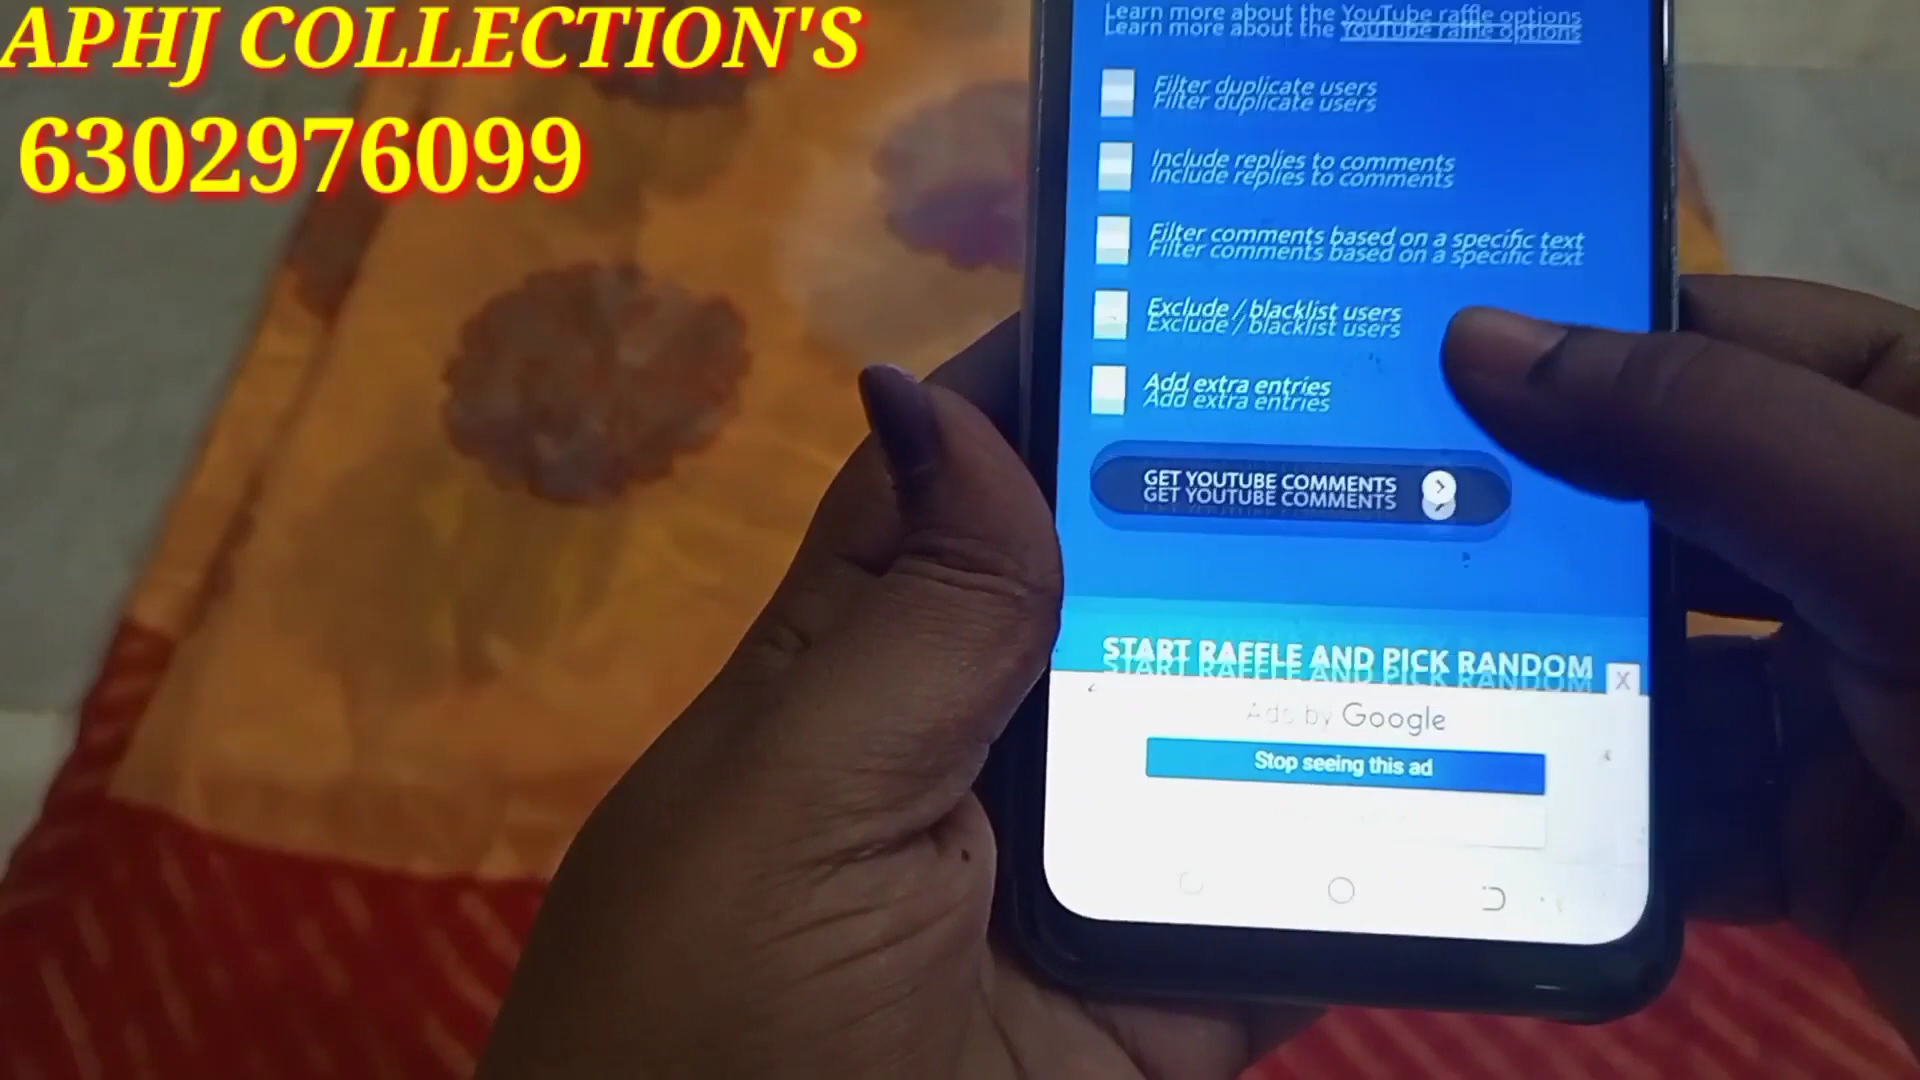 APHJ COLLECTION'S
6302976099
Learn more about the YouTube raffle options
Filter duplicate users
Include replies to comments
Filter comments based on a specific text
Exclude / blacklist users
Add extra entries
GET YOUTUBE COMMENTS
START RAFFLE AND PICK RANDOM
X
Ads by Google
Stop seeing this ad